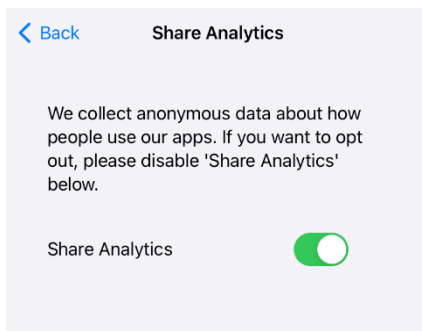 Back
Share Analytics
We collect anonymous data about how
people use our apps. If you want to opt
out, please disable 'Share Analytics'
below.
Share Analytics